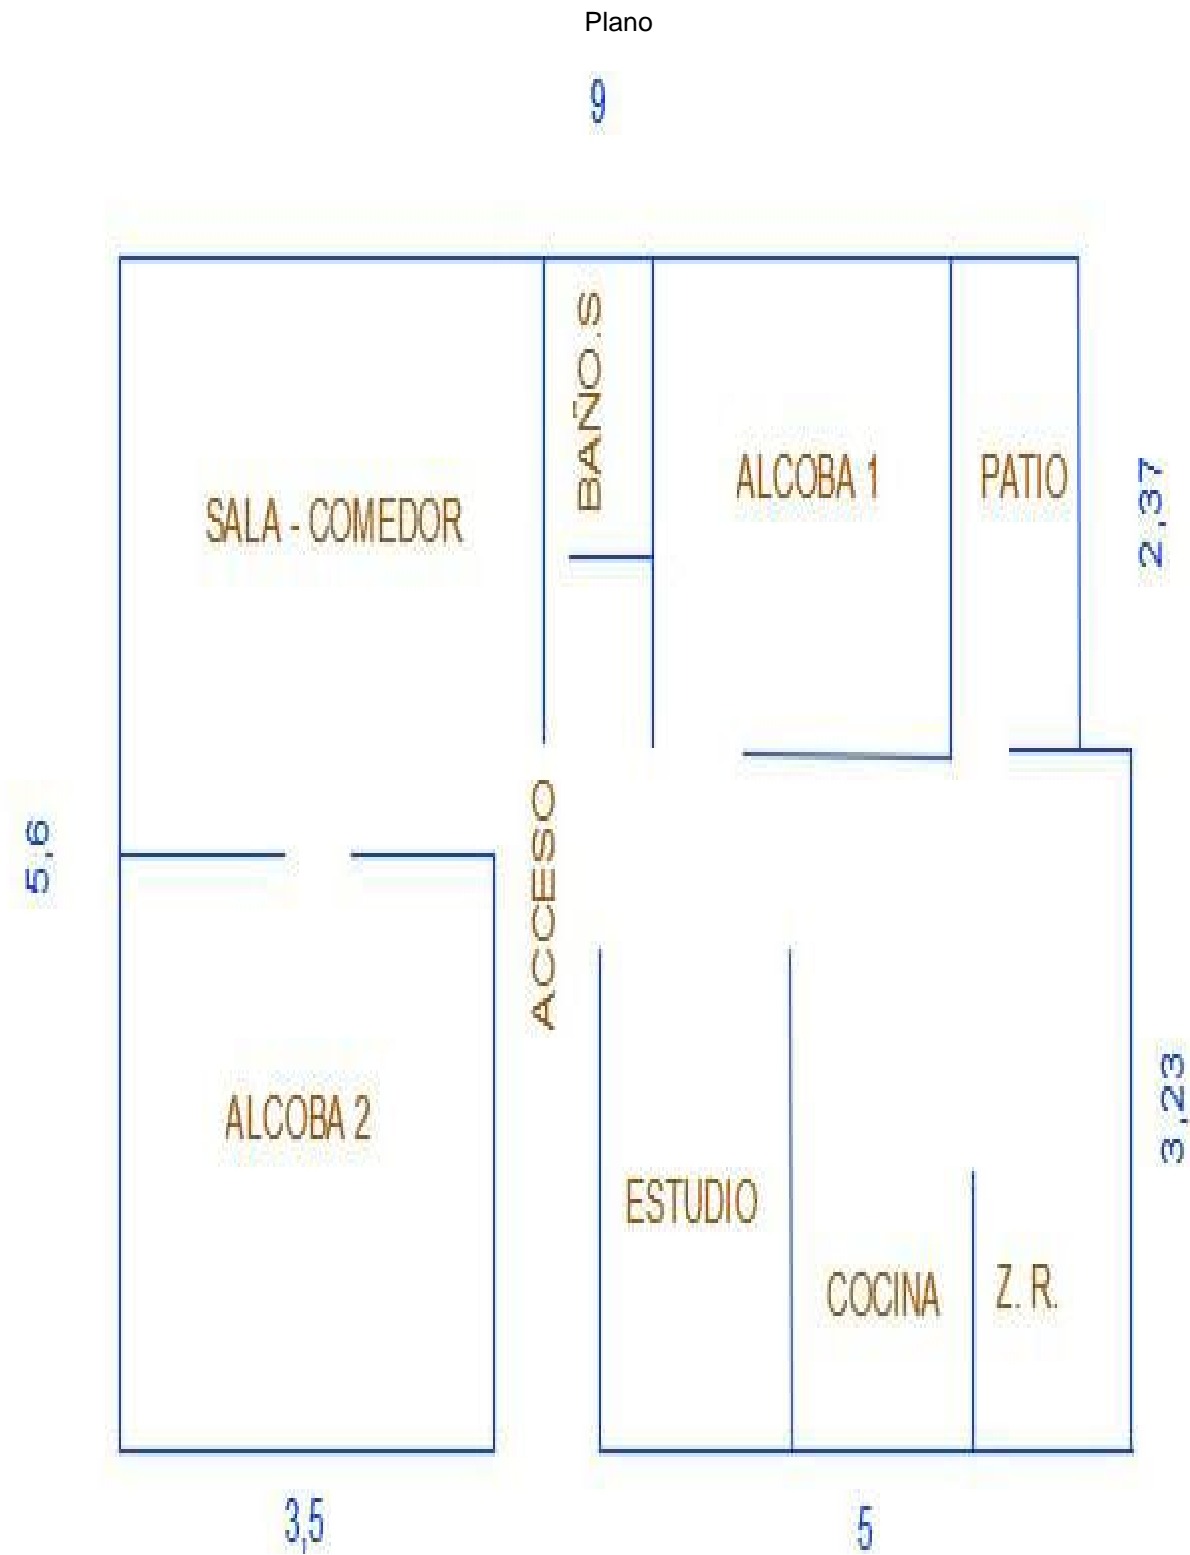 Plano
9
BAÑO.S
SALA - COMEDOR
ALCOBA 1
PATIO
2,37
ACCESO
5,6
ALCOBA 2
3,23
ESTUDIO
COCINA
Z. R.
3,5
5